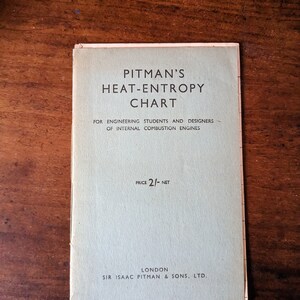 PITMAN'S
HEAT-ENTROPY
CHART
FOR ENGINEERING STUDENTS AND DESIGNERS -
OF INTERNAL COMBUSTION ENGINES
PRICE 2/- NET
LONDON
SIR ISAAC PITMAN & SONS, LTD.